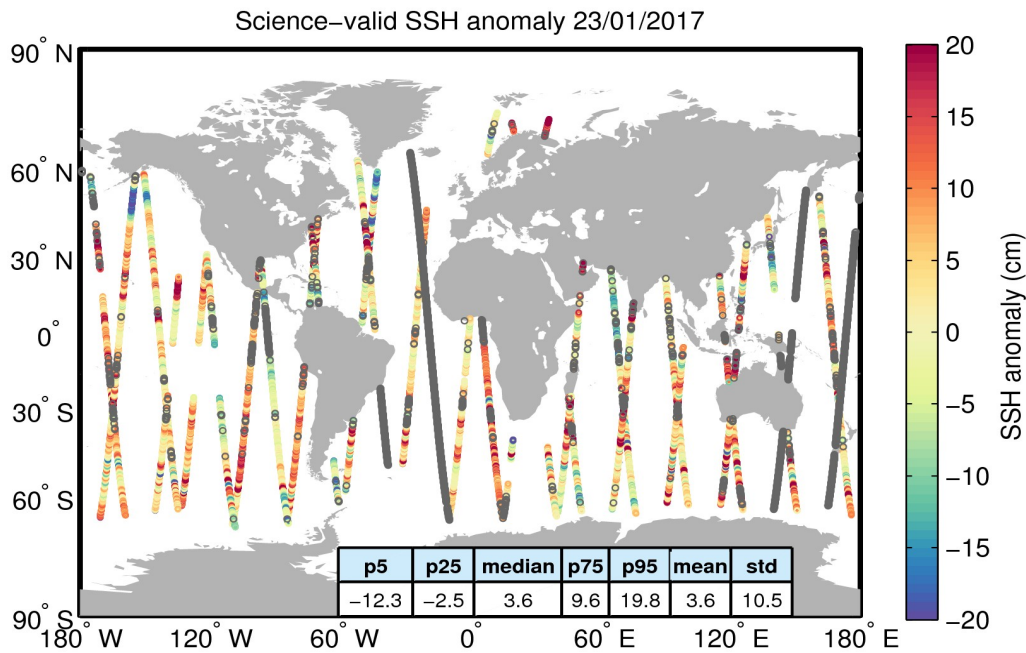 Science−valid SSH anomaly 23/01/2017
90° N
60° N
30° N
0°
30° S
60° S
90° S
180° W
120° W
60° W
0°
60° E
120° E
180° E
p5 p25 median p75 p95 mean std
−12.3 −2.5 3.6 9.6 19.8 3.6 10.5
20
15
10
5
0
−5
−10
−15
−20
SSH anomaly (cm)